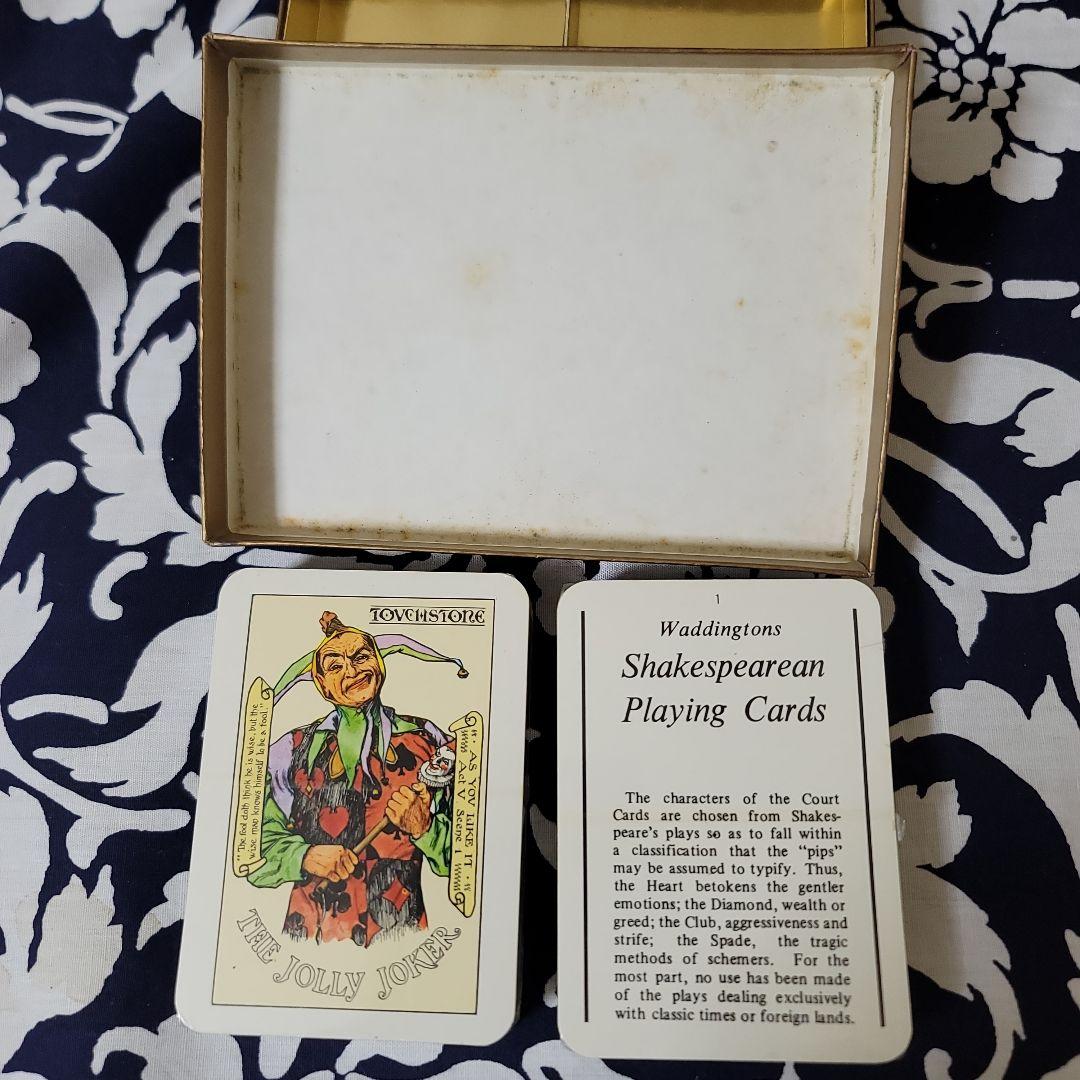 TOVCHSTONE
"The fool doth think he is wise, but the
wise man knows himself to be a fool."
AS YOV LIKE IT
Act V Scene I
THE JOLLY JOKER
1
Waddingtons
Shakespearean
Playing Cards
The characters of the Court
Cards are chosen from Shakes-
peare's plays so as to fall within
a classification that the "pips"
may be assumed to typify. Thus,
the Heart betokens the gentler
emotions; the Diamond, wealth or
greed; the Club, aggressiveness and
strife; the Spade, the tragic
methods of schemers. For the
most part, no use has been made
of the plays dealing exclusively
with classic times or foreign lands.